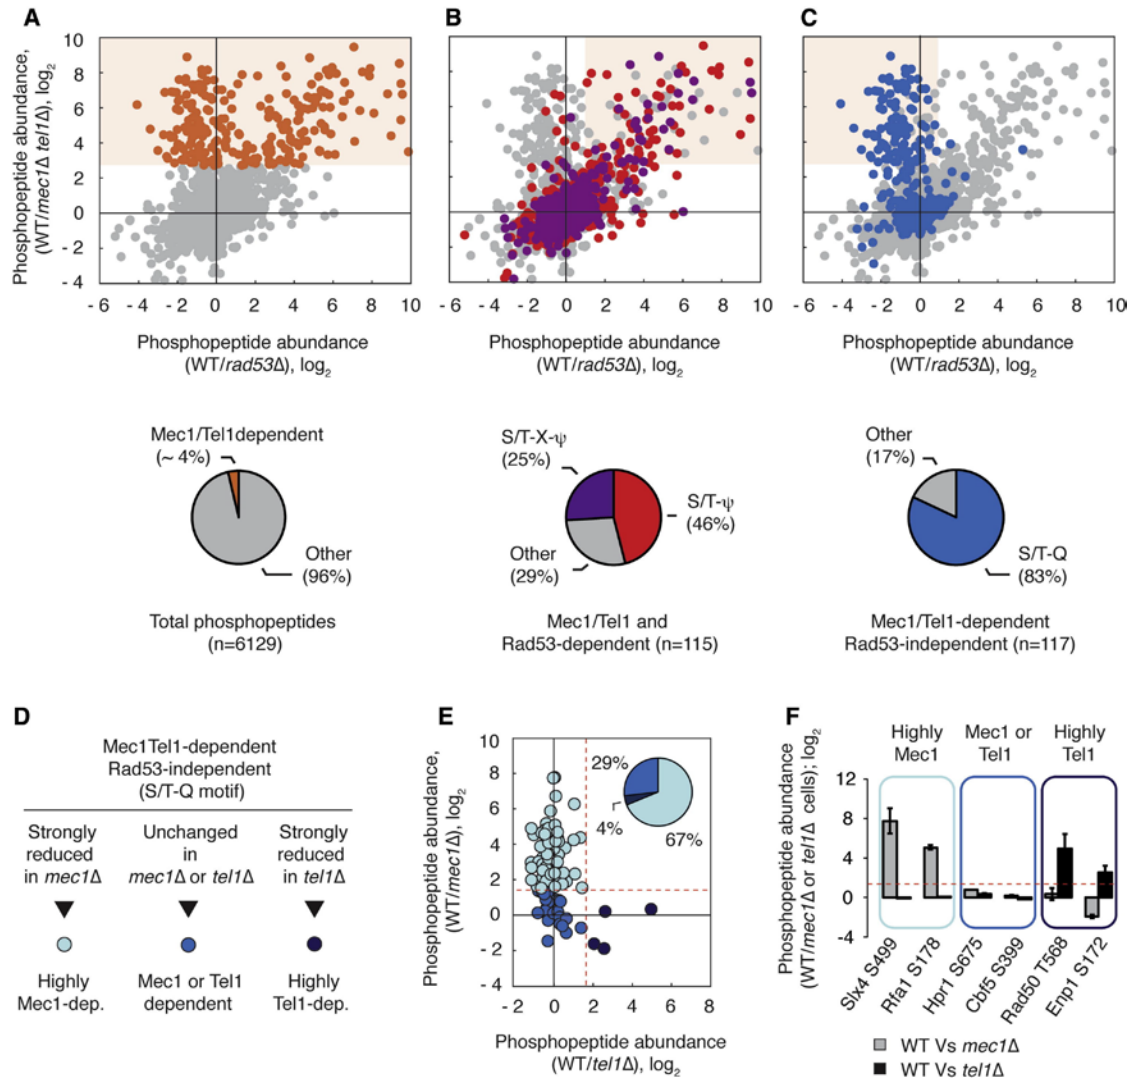 A
B
C
Phosphopeptide abundance,
(WT/mec1Δ tel1Δ), log2
10
8
6
4
2
0
-2
-4
-6 -4 -2 0 2 4 6 8 10
-6 -4 -2 0 2 4 6 8 10
-6 -4 -2 0 2 4 6 8 10
Phosphopeptide abundance
(WT/rad53Δ), log2
Phosphopeptide abundance
(WT/rad53Δ), log2
Phosphopeptide abundance
(WT/rad53Δ), log2
Mec1/Tel1dependent
(~ 4%)
Other
(96%)
Total phosphopeptides
(n=6129)
S/T-X-ψ
(25%)
S/T-ψ
(46%)
Other
(29%)
Mec1/Tel1 and
Rad53-dependent (n=115)
Other
(17%)
S/T-Q
(83%)
Mec1/Tel1-dependent
Rad53-independent (n=117)
D
Mec1Tel1-dependent
Rad53-independent
(S/T-Q motif)
Strongly
reduced
in mec1Δ
Unchanged
in
mec1Δ or tel1Δ
Strongly
reduced
in tel1Δ
Highly
Mec1-dep.
Mec1 or Tel1
dependent
Highly
Tel1-dep.
E
Phosphopeptide abundance,
(WT/mec1Δ), log2
10
8
6
4
2
0
-2
-4
-2 0 2 4 6 8
29%
4%
67%
Phosphopeptide abundance
(WT/tel1Δ), log2
F
Phosphopeptide abundance
(WT/mec1Δ or tel1Δ cells); log2
Highly
Mec1
Mec1 or
Tel1
Highly
Tel1
12
8
4
0
-4
Slx4 S499
Rfa1 S178
Hpr1 S675
Cbf5 S399
Rad50 T568
Enp1 S172
WT Vs mec1Δ
WT Vs tel1Δ